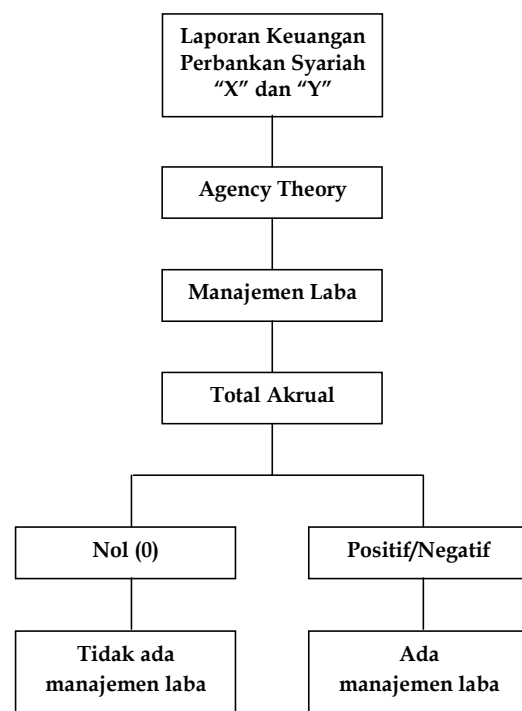 Laporan Keuangan
Perbankan Syariah
“X” dan “Y”
Agency Theory
Manajemen Laba
Total Akrual
Nol (0)
Positif/Negatif
Tidak ada
manajemen laba
Ada
manajemen laba